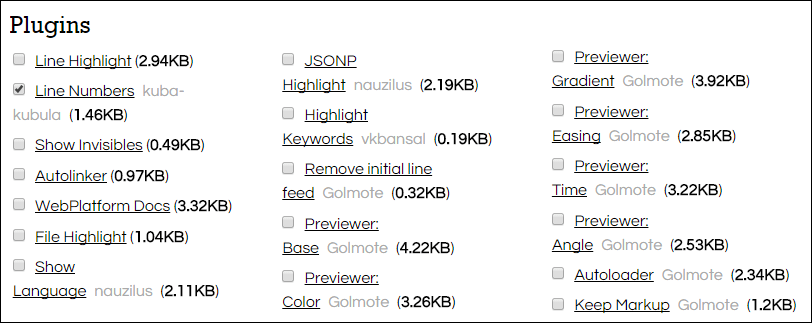 Plugins
Line Highlight (2.94KB)
Line Numbers kuba-
kubula (1.46KB)
Show Invisibles (0.49KB)
Autolinker (0.97KB)
WebPlatform Docs (3.32KB)
File Highlight (1.04KB)
Show
Language nauzilus (2.11KB)
JSONP
Highlight nauzilus (2.19KB)
Highlight
Keywords vkbansal (0.19KB)
Remove initial line
feed Golmote (0.32KB)
Previewer:
Base Golmote (4.22KB)
Previewer:
Color Golmote (3.26KB)
Previewer:
Gradient Golmote (3.92KB)
Previewer:
Easing Golmote (2.85KB)
Previewer:
Time Golmote (3.22KB)
Previewer:
Angle Golmote (2.53KB)
Autoloader Golmote (2.34KB)
Keep Markup Golmote (1.2KB)